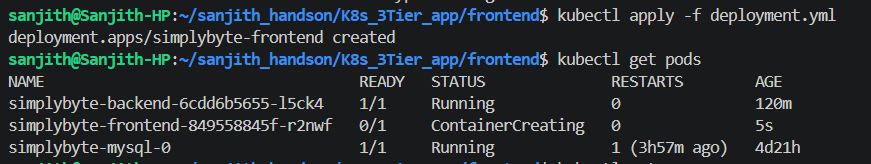 sanjith@Sanjith-HP:~/sanjith_handson/K8s_3Tier_app/frontend$ kubectl apply -f deployment.yml
deployment.apps/simplybyte-frontend created
sanjith@Sanjith-HP:~/sanjith_handson/K8s_3Tier_app/frontend$ kubectl get pods
NAME READY STATUS RESTARTS AGE
simplybyte-backend-6cdd6b5655-l5ck4 1/1 Running 0 120m
simplybyte-frontend-849558845f-r2nwf 0/1 ContainerCreating 0 5s
simplybyte-mysql-0 1/1 Running 1 (3h57m ago) 4d21h